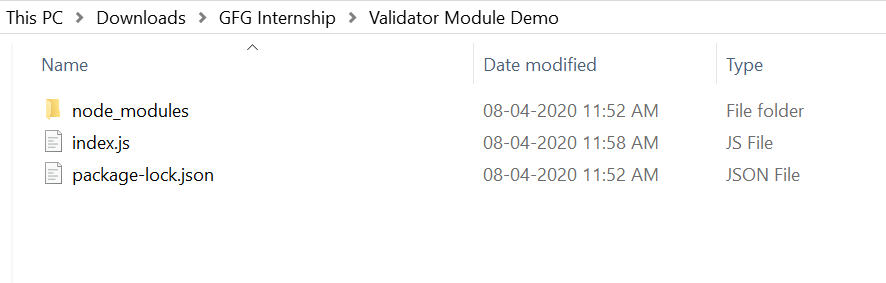 This PC > Downloads > GFG Internship > Validator Module Demo
Name Date modified Type
node_modules 08-04-2020 11:52 AM File folder
index.js 08-04-2020 11:58 AM JS File
package-lock.json 08-04-2020 11:52 AM JSON File